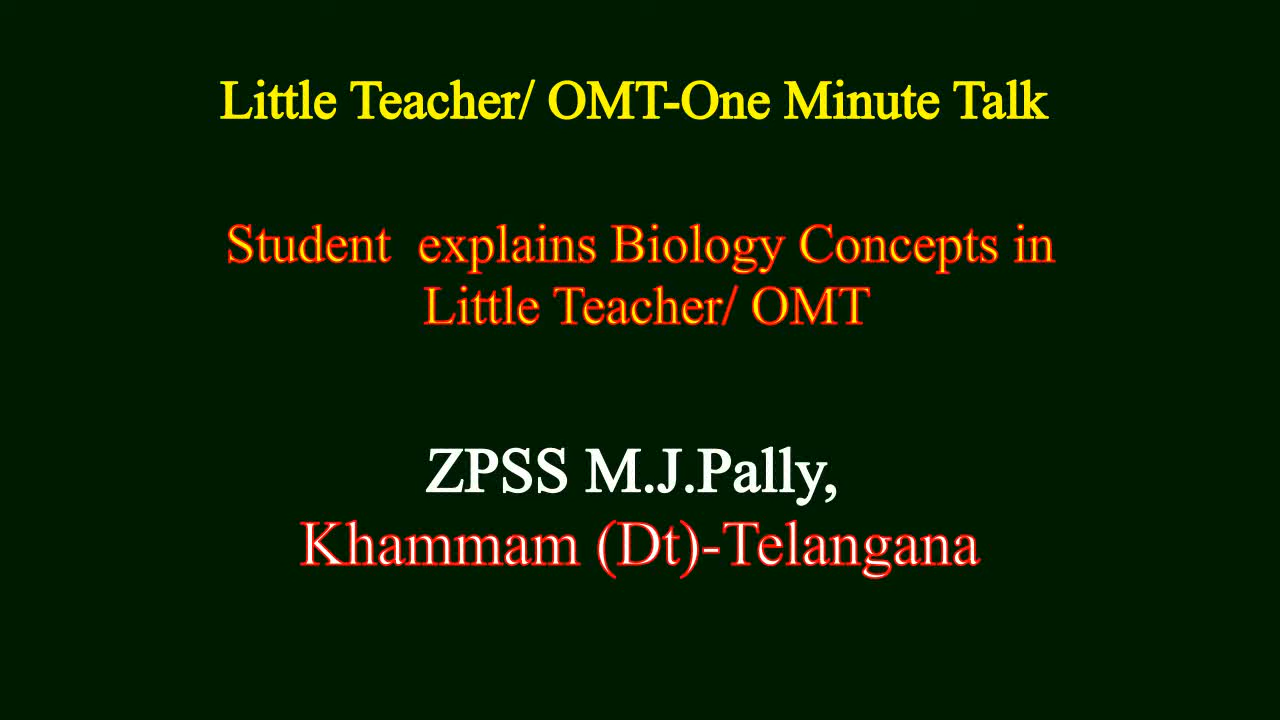 Little Teacher/ OMT-One Minute Talk
Student explains Biology Concepts in
Little Teacher/ OMT
ZPSS M.J.Pally,
Khammam (Dt)-Telangana